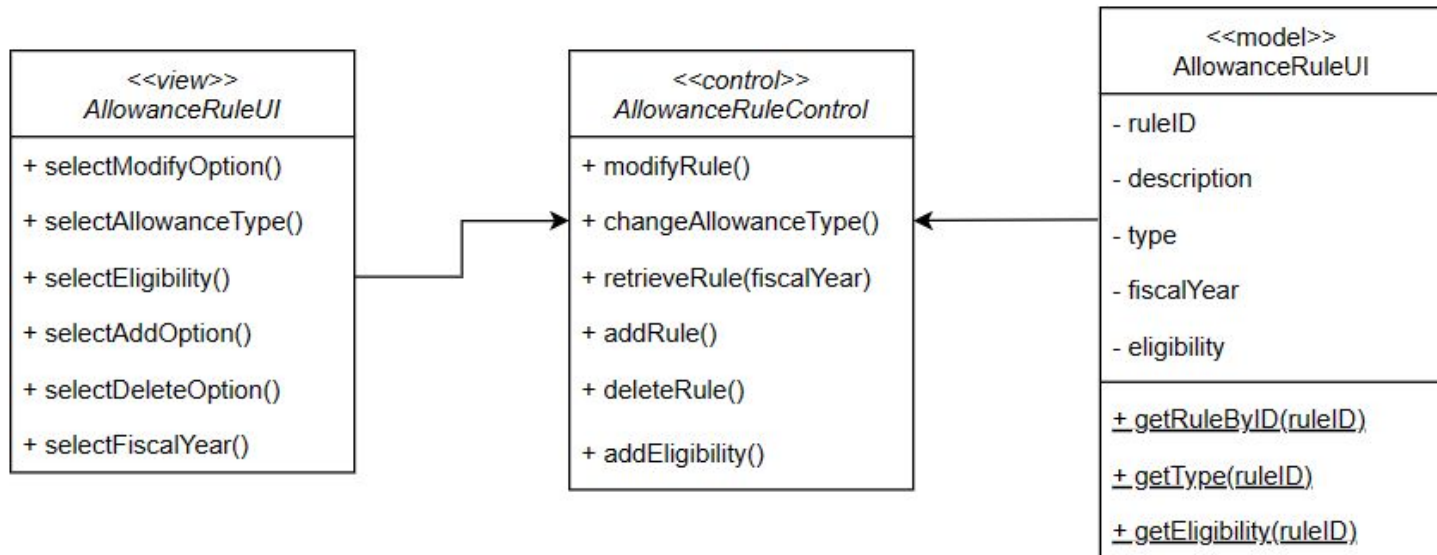 <<view>>
AllowanceRuleUI
+ selectModifyOption()
+ selectAllowanceType()
+ selectEligibility()
+ selectAddOption()
+ selectDeleteOption()
+ selectFiscalYear()
<<control>>
AllowanceRuleControl
+ modifyRule()
+ changeAllowanceType()
+ retrieveRule(fiscalYear)
+ addRule()
+ deleteRule()
+ addEligibility()
<<model>>
AllowanceRuleUI
- ruleID
- description
- type
- fiscalYear
- eligibility
+ getRuleByID(ruleID)
+ getType(ruleID)
+ getEligibility(ruleID)